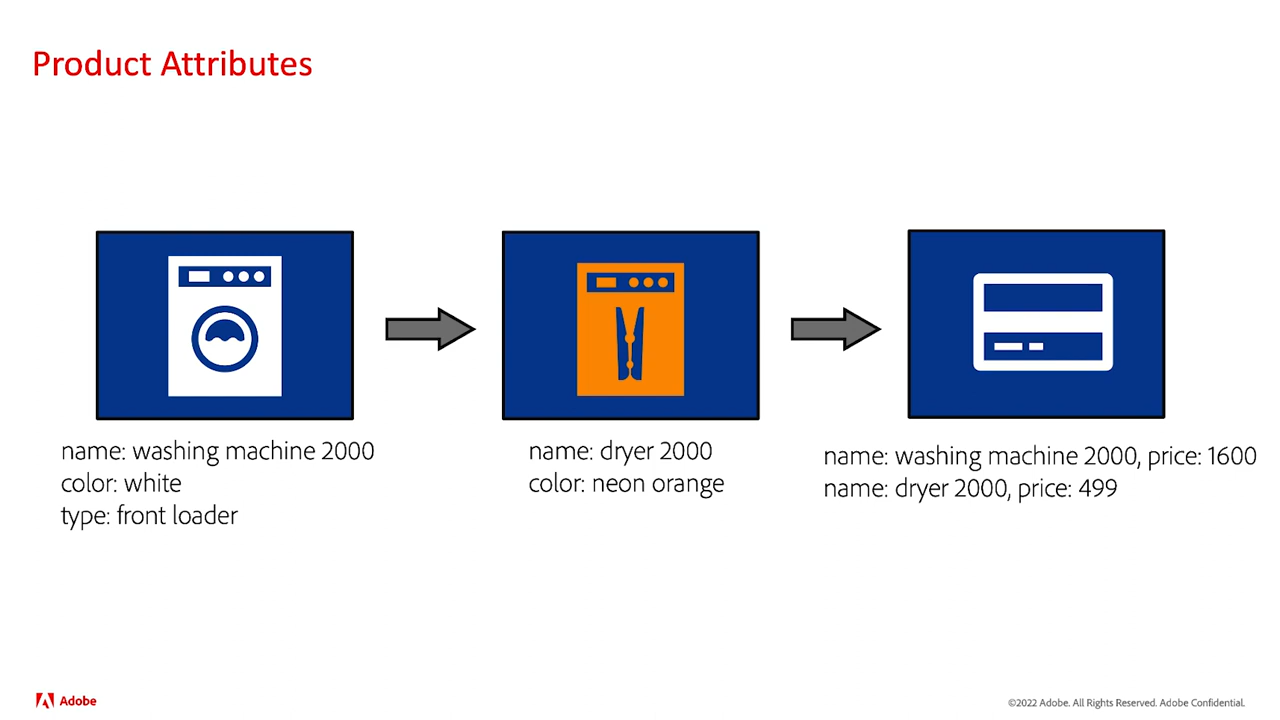 Product Attributes
name: washing machine 2000
color: white
type: front loader
name: dryer 2000
color: neon orange
name: washing machine 2000, price: 1600
name: dryer 2000, price: 499
Adobe
©2022 Adobe. All Rights Reserved. Adobe Confidential.